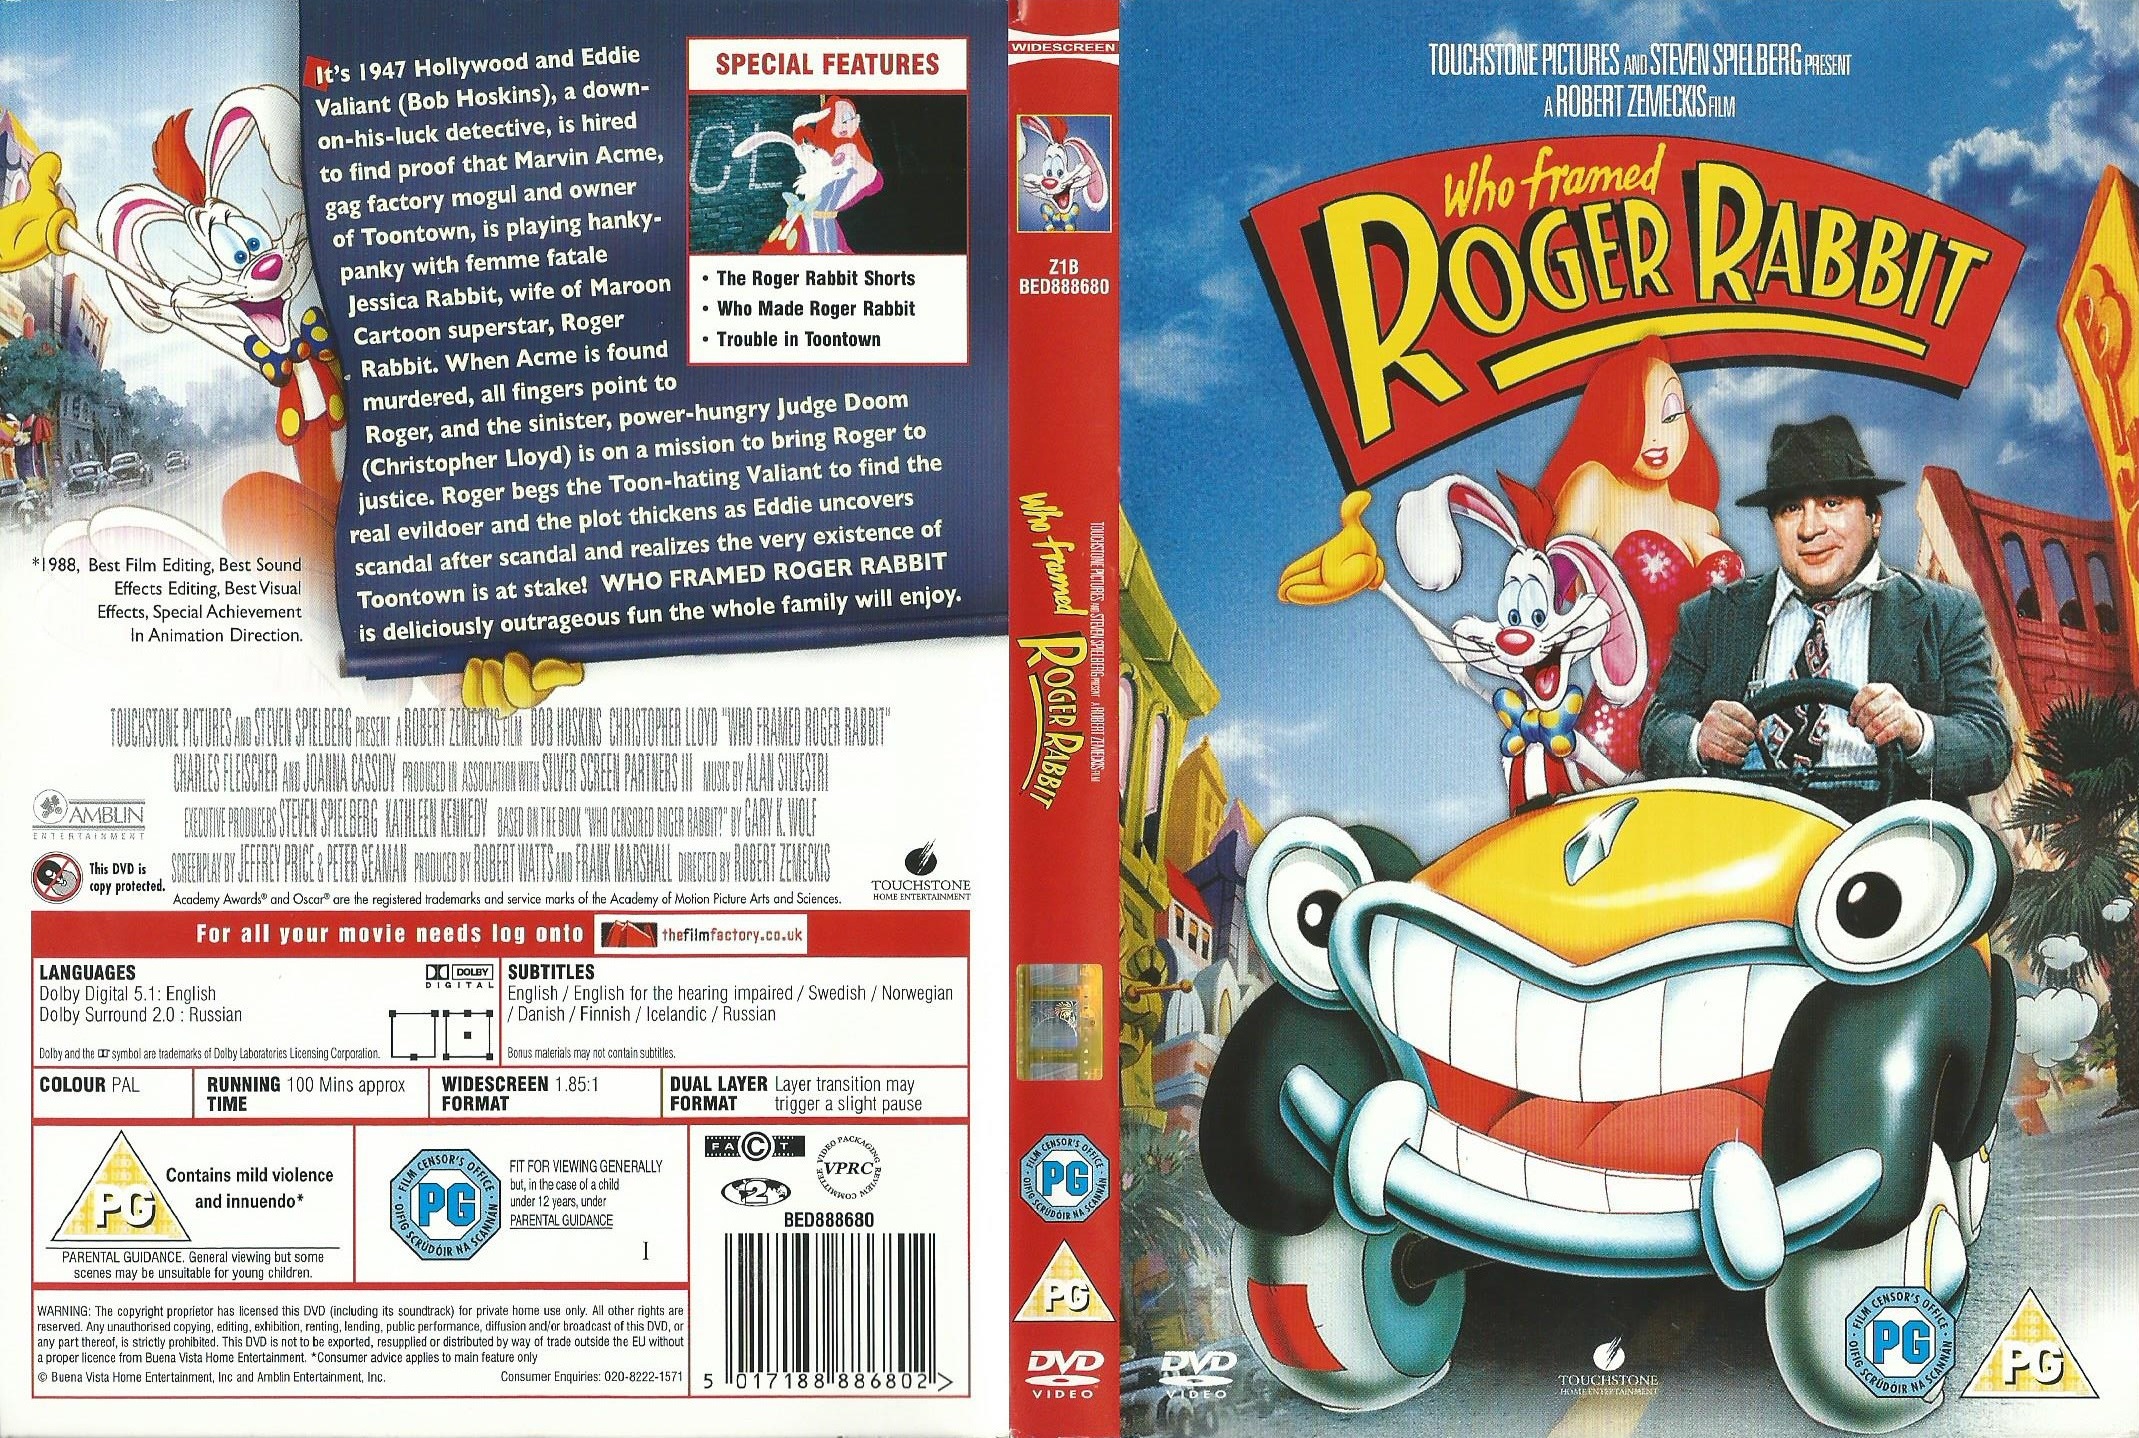 It's 1947 Hollywood and Eddie
Valiant (Bob Hoskins), a down-
on-his-luck detective, is hired
to find proof that Marvin Acme,
gag factory mogul and owner
of Toontown, is playing hanky-
panky with femme fatale
Jessica Rabbit, wife of Maroon
Cartoon superstar, Roger
Rabbit. When Acme is found
murdered, all fingers point to
Roger, and the sinister, power-hungry Judge Doom
(Christopher Lloyd) is on a mission to bring Roger to
justice. Roger begs the Toon-hating Valiant to find the
real evildoer and the plot thickens as Eddie uncovers
scandal after scandal and realizes the very existence of
Toontown is at stake! WHO FRAMED ROGER RABBIT
is deliciously outrageous fun the whole family will enjoy.
SPECIAL FEATURES
• The Roger Rabbit Shorts
• Who Made Roger Rabbit
• Trouble in Toontown
*1988, Best Film Editing, Best Sound
Effects Editing, Best Visual
Effects, Special Achievement
In Animation Direction.
TOUCHSTONE PICTURES AND STEVEN SPIELBERG PRESENT A ROBERT ZEMECKIS FILM BOB HOSKINS CHRISTOPHER LLOYD "WHO FRAMED ROGER RABBIT"
CHARLES FLEISCHER AND JOANNA CASSIDY PRODUCED IN ASSOCIATION WITH SILVER SCREEN PARTNERS III MUSIC BY ALAN SILVESTRI
EXECUTIVE PRODUCERS STEVEN SPIELBERG KATHLEEN KENNEDY BASED ON THE BOOK "WHO CENSORED ROGER RABBIT?" BY GARY K. WOLF
SCREENPLAY BY JEFFREY PRICE & PETER SEAMAN PRODUCED BY ROBERT WATTS AND FRANK MARSHALL DIRECTED BY ROBERT ZEMECKIS
AMBLIN
ENTERTAINMENT
This DVD is
copy protected.
Academy Awards® and Oscar® are the registered trademarks and service marks of the Academy of Motion Picture Arts and Sciences.
TOUCHSTONE
HOME ENTERTAINMENT
For all your movie needs log onto thefilmfactory.co.uk
LANGUAGES
Dolby Digital 5.1: English
Dolby Surround 2.0 : Russian
DOLBY
DIGITAL
Dolby and the symbol are trademarks of Dolby Laboratories Licensing Corporation.
SUBTITLES
English / English for the hearing impaired / Swedish / Norwegian
/ Danish / Finnish / Icelandic / Russian
Bonus materials may not contain subtitles.
COLOUR PAL
RUNNING 100 Mins approx
TIME
WIDESCREEN 1.85:1
FORMAT
DUAL LAYER Layer transition may
FORMAT trigger a slight pause
PG
Contains mild violence
and innuendo*
PARENTAL GUIDANCE. General viewing but some
scenes may be unsuitable for young children.
FILM CENSOR'S OFFICE
PG
OIFIG SCRÚDÓIR NA SCANNÁN
FIT FOR VIEWING GENERALLY
but, in the case of a child
under 12 years, under
PARENTAL GUIDANCE
I
FACT
VIDEO PACKAGING REVIEW COMMITTEE
VPRC
2
BED888680
5 017188 886802 >
WARNING: The copyright proprietor has licensed this DVD (including its soundtrack) for private home use only. All other rights are
reserved. Any unauthorised copying, editing, exhibition, renting, lending, public performance, diffusion and/or broadcast of this DVD, or
any part thereof, is strictly prohibited. This DVD is not to be exported, resupplied or distributed by way of trade outside the EU without
a proper licence from Buena Vista Home Entertainment. *Consumer advice applies to main feature only
© Buena Vista Home Entertainment, Inc and Amblin Entertainment, Inc.
Consumer Enquiries: 020-8222-1571
WIDESCREEN
Z1B
BED888680
TOUCHSTONE PICTURES AND STEVEN SPIELBERG PRESENT A ROBERT ZEMECKIS FILM
Who framed ROGER RABBIT
FILM CENSOR'S OFFICE
PG
OIFIG SCRÚDÓIR NA SCANNÁN
PG
DVD
VIDEO
TOUCHSTONE PICTURES AND STEVEN SPIELBERG PRESENT
A ROBERT ZEMECKIS FILM
Who framed
ROGER RABBIT
DVD
VIDEO
TOUCHSTONE
HOME ENTERTAINMENT
FILM CENSOR'S OFFICE
PG
OIFIG SCRÚDÓIR NA SCANNÁN
PG